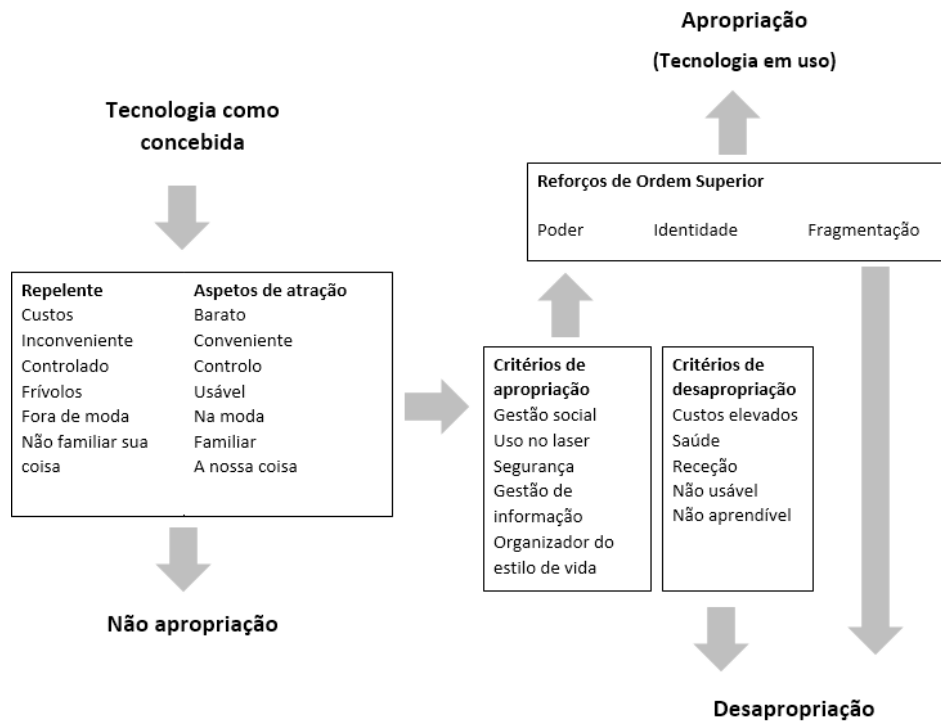 Apropriação
(Tecnologia em uso)
Tecnologia como
concebida
Reforços de Ordem Superior
Poder Identidade Fragmentação
Repelente Aspetos de atração
Custos Barato
Inconveniente Conveniente
Controlado Controlo
Frívolos Usável
Fora de moda Na moda
Não familiar sua Familiar
coisa A nossa coisa
Critérios de
apropriação
Gestão social
Uso no laser
Segurança
Gestão de
informação
Organizador do
estilo de vida
Critérios de
desapropriação
Custos elevados
Saúde
Receção
Não usável
Não aprendível
Não apropriação
Desapropriação